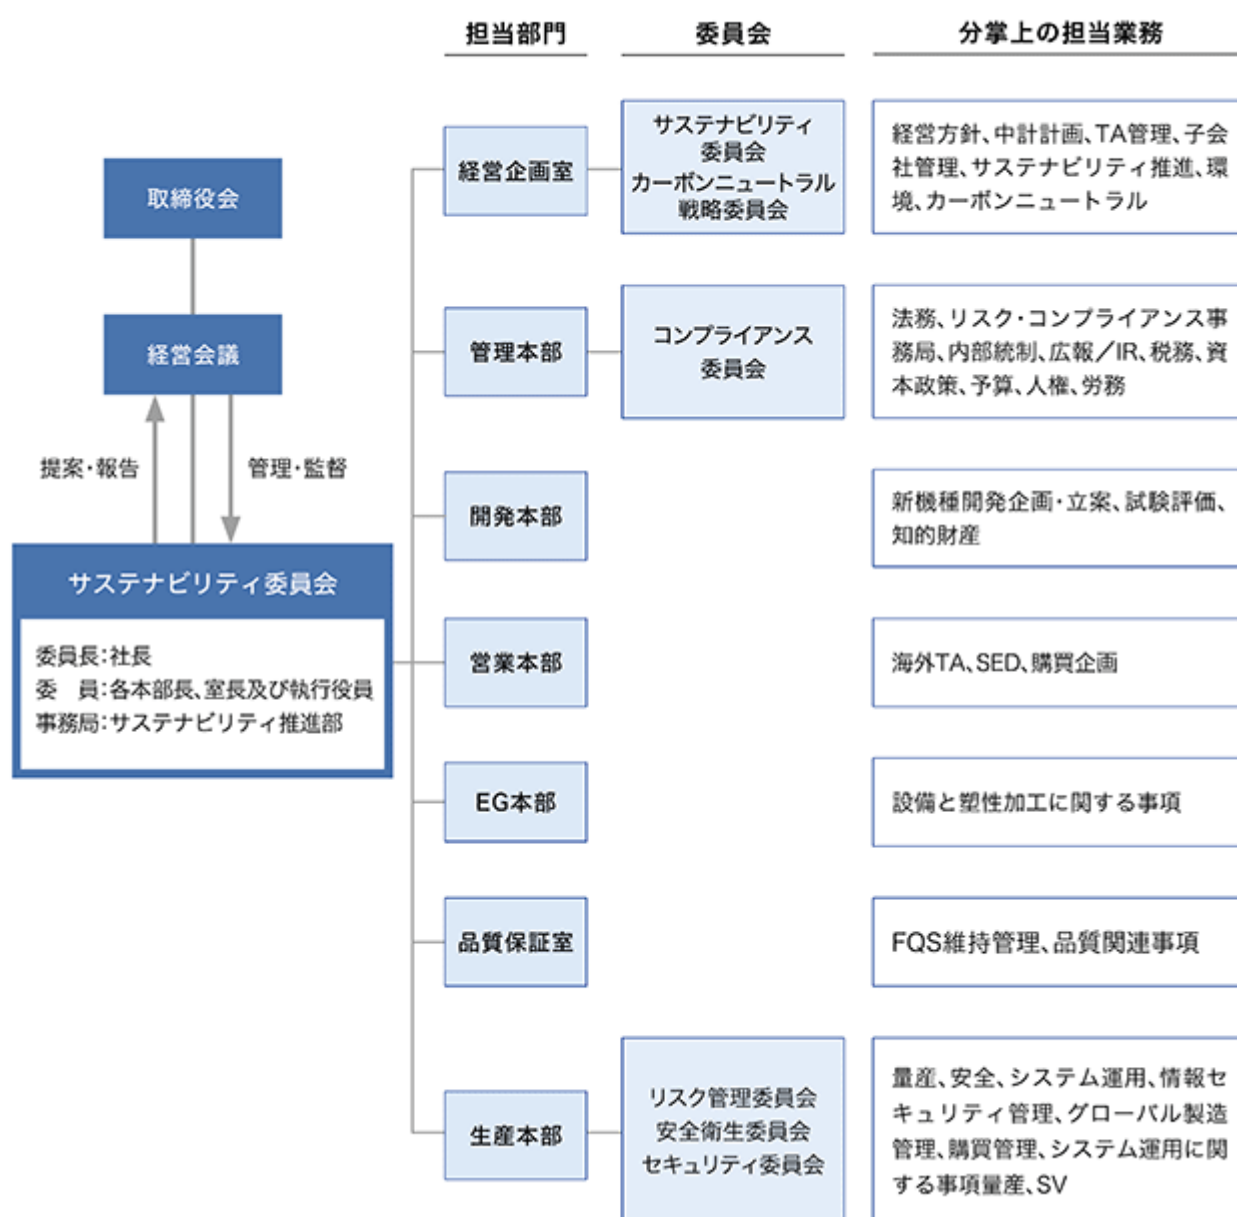 担当部門
委員会
分掌上の担当業務
取締役会
経営会議
提案・報告
管理・監督
サステナビリティ委員会
委員長：社長
委　員：各本部長、室長及び執行役員
事務局：サステナビリティ推進部
経営企画室
サステナビリティ
委員会
カーボンニュートラル
戦略委員会
経営方針、中計計画、TA管理、子会
社管理、サステナビリティ推進、環
境、カーボンニュートラル
管理本部
コンプライアンス
委員会
法務、リスク・コンプライアンス事
務局、内部統制、広報／IR、税務、資
本政策、予算、人権、労務
開発本部
新機種開発企画・立案、試験評価、
知的財産
営業本部
海外TA、SED、購買企画
EG本部
設備と塑性加工に関する事項
品質保証室
FQS維持管理、品質関連事項
生産本部
リスク管理委員会
安全衛生委員会
セキュリティ委員会
量産、安全、システム運用、情報セ
キュリティ管理、グローバル製造
管理、購買管理、システム運用に関
する事項量産、SV